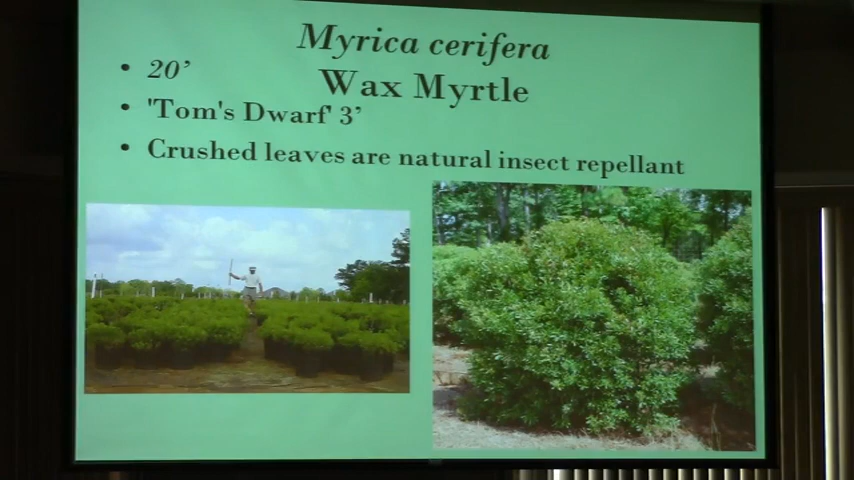 Myrica cerifera
Wax Myrtle
• 20’
• 'Tom's Dwarf' 3’
• Crushed leaves are natural insect repellant